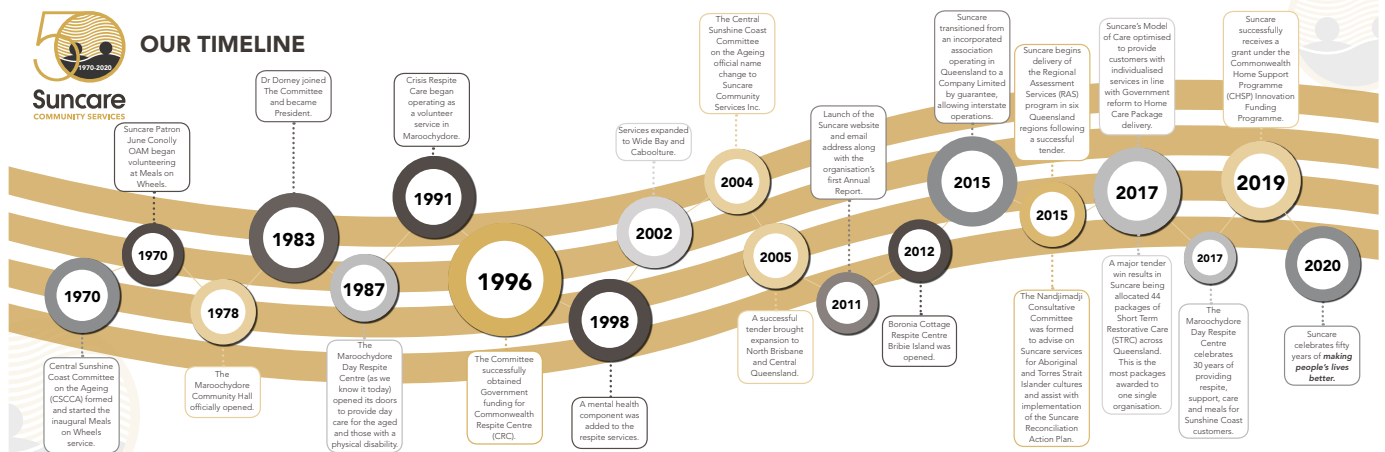 50
1970-2020
Suncare
COMMUNITY SERVICES
OUR TIMELINE
1970
Central Sunshine
Coast Committee
on the Ageing
(CSCCA) formed
and started the
inaugural Meals
on Wheels
service.
Suncare Patron
June Conolly
OAM began
volunteering
at Meals on
Wheels.
1970
1978
The
Maroochydore
Community Hall
officially opened.
Dr Dorney joined
The Committee
and became
President.
1983
1987
The
Maroochydore
Day Respite
Centre (as we
know it today)
opened its doors
to provide day
care for the aged
and those with a
physical disability.
Crisis Respite
Care began
operating as
a volunteer
service in
Maroochydore.
1991
1996
The Committee
successfully
obtained
Government
funding for
Commonwealth
Respite Centre
(CRC).
1998
A mental health
component was
added to the
respite services.
Services expanded
to Wide Bay and
Caboolture.
2002
The Central
Sunshine Coast
Committee
on the Ageing
official name
change to
Suncare
Community
Services Inc.
2004
2005
A successful
tender brought
expansion to
North Brisbane
and Central
Queensland.
Launch of the
Suncare website
and email
address along
with the
organisation's
first Annual
Report.
2011
2012
Boronia Cottage
Respite Centre
Bribie Island was
opened.
Suncare
transitioned from
an incorporated
association
operating in
Queensland to a
Company Limited
by guarantee,
allowing interstate
operations.
2015
Suncare begins
delivery of
the Regional
Assessment
Services (RAS)
program in six
Queensland
regions following
a successful
tender.
2015
The Nandjimadji
Consultative
Committee
was formed
to advise on
Suncare services
for Aboriginal
and Torres Strait
Islander cultures
and assist with
implementation
of the Suncare
Reconciliation
Action Plan.
Suncare's Model
of Care optimised
to provide
customers with
individualised
services in line
with Government
reform to Home
Care Package
delivery.
2017
A major tender
win results in
Suncare being
allocated 44
packages of
Short Term
Restorative Care
(STRC) across
Queensland.
This is the
most packages
awarded to
one single
organisation.
2017
The
Maroochydore
Day Respite
Centre
celebrates
30 years of
providing
respite,
support, care
and meals for
Sunshine Coast
customers.
Suncare
successfully
receives a
grant under the
Commonwealth
Home Support
Programme
(CHSP) Innovation
Funding
Programme.
2019
2020
Suncare
celebrates fifty
years of making
people's lives
better.